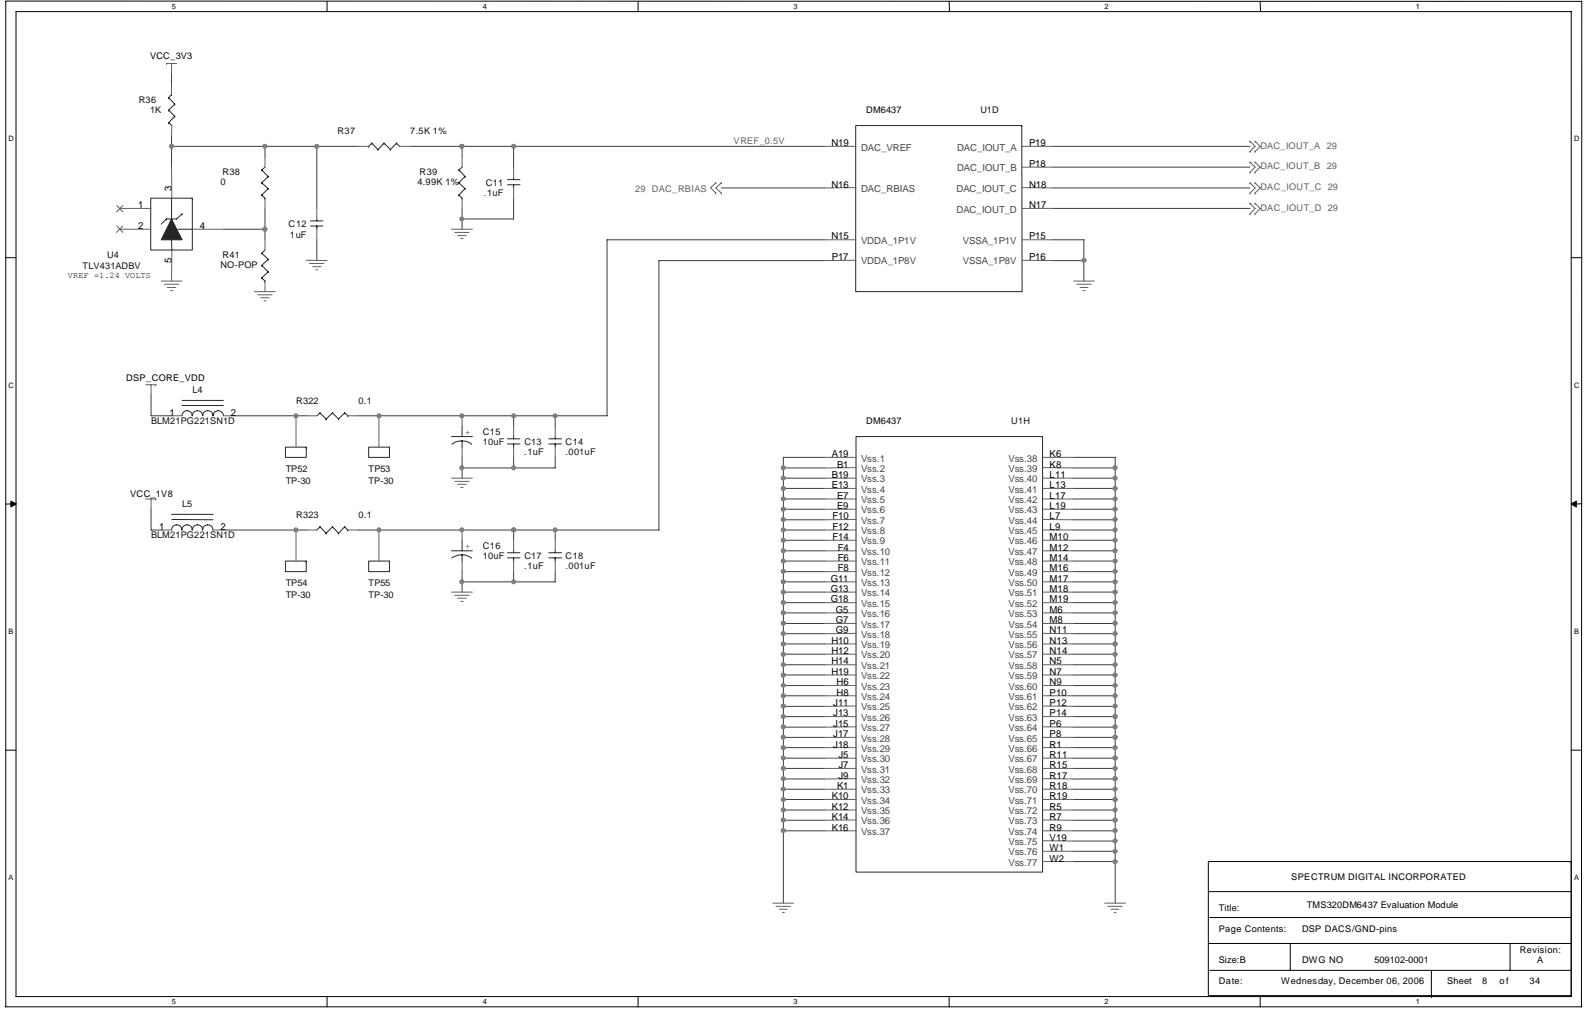 5 4 3 2 1
D D
C C
B B
A A
VCC_3V3
R36
1K
R37 7.5K 1%
VREF_0.5V
R38
0
R39
4.99K 1%
C11
.1uF
C12
1uF
3
1
2
4
5
U4
TLV431ADBV
VREF =1.24 VOLTS
R41
NO-POP
DM6437 U1D
N19 DAC_VREF DAC_IOUT_A P19 DAC_IOUT_A 29
DAC_IOUT_B P18 DAC_IOUT_B 29
29 DAC_RBIAS N16 DAC_RBIAS DAC_IOUT_C N18 DAC_IOUT_C 29
DAC_IOUT_D N17 DAC_IOUT_D 29
N15 VDDA_1P1V VSSA_1P1V P15
P17 VDDA_1P8V VSSA_1P8V P16
DSP_CORE_VDD
L4
1 2
BLM21PG221SN1D
R322 0.1
TP52
TP-30
TP53
TP-30
C15
10uF
C13
.1uF
C14
.001uF
VCC_1V8
L5
1 2
BLM21PG221SN1D
R323 0.1
TP54
TP-30
TP55
TP-30
C16
10uF
C17
.1uF
C18
.001uF
DM6437 U1H
A19 Vss.1 Vss.38 K6
B1 Vss.2 Vss.39 K8
B19 Vss.3 Vss.40 L11
E13 Vss.4 Vss.41 L13
E7 Vss.5 Vss.42 L17
E9 Vss.6 Vss.43 L19
F10 Vss.7 Vss.44 L7
F12 Vss.8 Vss.45 L9
F14 Vss.9 Vss.46 M10
F4 Vss.10 Vss.47 M12
F6 Vss.11 Vss.48 M14
F8 Vss.12 Vss.49 M16
G11 Vss.13 Vss.50 M17
G13 Vss.14 Vss.51 M18
G18 Vss.15 Vss.52 M19
G5 Vss.16 Vss.53 M6
G7 Vss.17 Vss.54 M8
G9 Vss.18 Vss.55 N11
H10 Vss.19 Vss.56 N13
H12 Vss.20 Vss.57 N14
H14 Vss.21 Vss.58 N5
H19 Vss.22 Vss.59 N7
H6 Vss.23 Vss.60 N9
H8 Vss.24 Vss.61 P10
J11 Vss.25 Vss.62 P12
J13 Vss.26 Vss.63 P14
J15 Vss.27 Vss.64 P6
J17 Vss.28 Vss.65 P8
J18 Vss.29 Vss.66 R1
J5 Vss.30 Vss.67 R11
J7 Vss.31 Vss.68 R15
J9 Vss.32 Vss.69 R17
K1 Vss.33 Vss.70 R18
K10 Vss.34 Vss.71 R19
K12 Vss.35 Vss.72 R5
K14 Vss.36 Vss.73 R7
K16 Vss.37 Vss.74 R9
Vss.75 V19
Vss.76 W1
Vss.77 W2
SPECTRUM DIGITAL INCORPORATED
Title: TMS320DM6437 Evaluation Module
Page Contents: DSP DACS/GND-pins
Size:B DWG NO 509102-0001 Revision: A
Date: Wednesday, December 06, 2006 Sheet 8 of 34
5 4 3 2 1